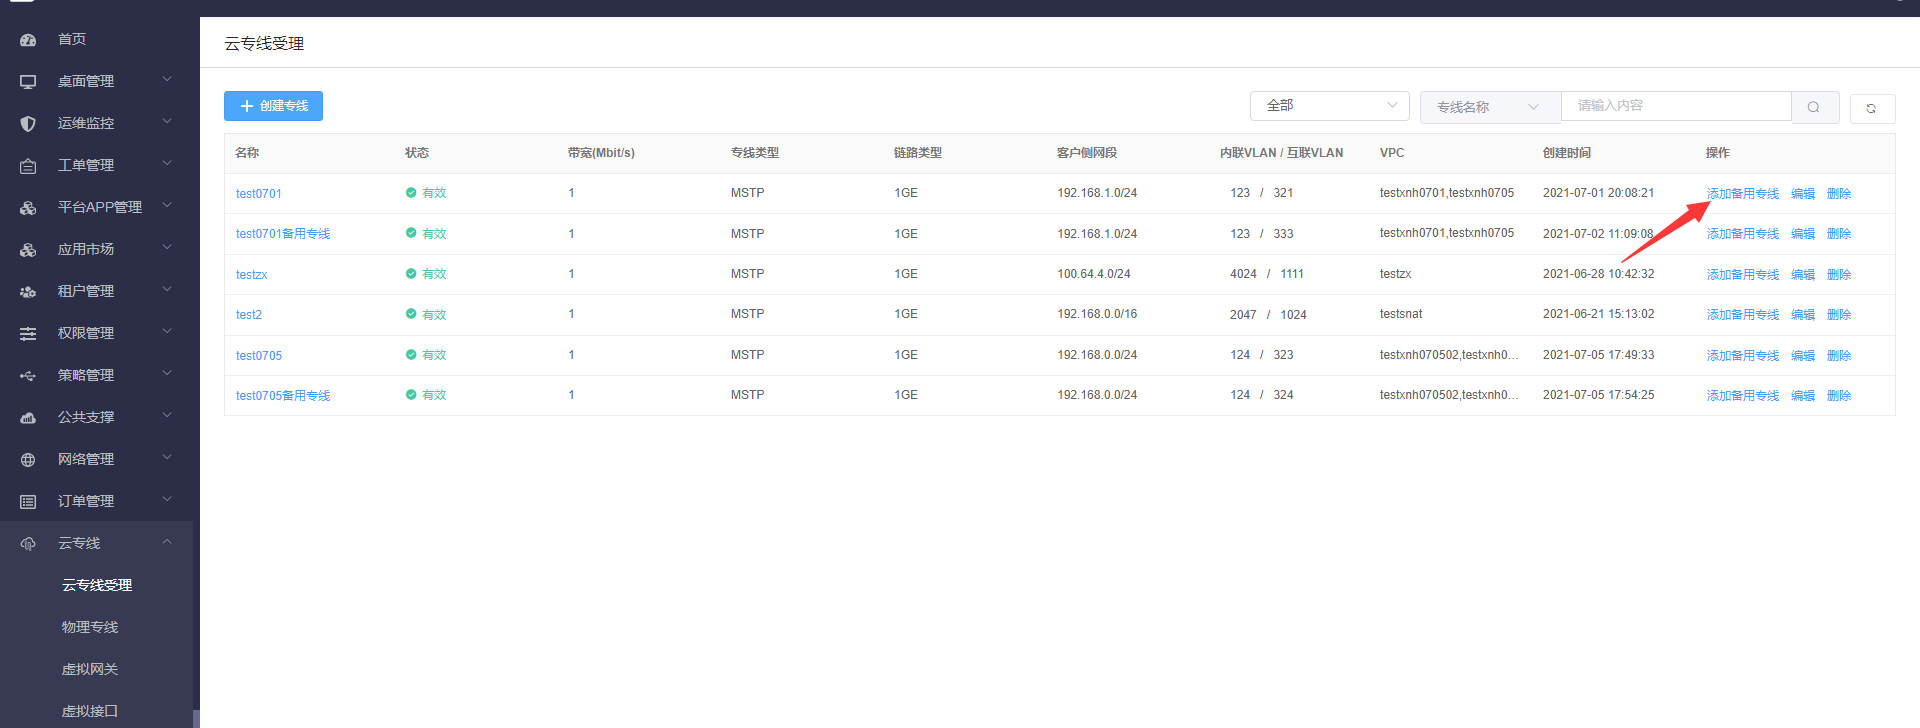 首页
桌面管理
运维监控
工单管理
平台APP管理
应用市场
租户管理
权限管理
策略管理
公共支撑
网络管理
订单管理
云专线
云专线受理
物理专线
虚拟网关
虚拟接口
云专线受理
创建专线 全部 专线名称 请输入内容
名称 状态 带宽(Mbit/s) 专线类型 链路类型 客户侧网段 内联VLAN / 互联VLAN VPC 创建时间 操作
test0701 有效 1 MSTP 1GE 192.168.1.0/24 123 / 321 testxnh0701,testxnh0705 2021-07-01 20:08:21 添加备用专线 编辑 删除
test0701备用专线 有效 1 MSTP 1GE 192.168.1.0/24 123 / 333 testxnh0701,testxnh0705 2021-07-02 11:09:08 添加备用专线 编辑 删除
testzx 有效 1 MSTP 1GE 100.64.4.0/24 4024 / 1111 testzx 2021-06-28 10:42:32 添加备用专线 编辑 删除
test2 有效 1 MSTP 1GE 192.168.0.0/16 2047 / 1024 testsnat 2021-06-21 15:13:02 添加备用专线 编辑 删除
test0705 有效 1 MSTP 1GE 192.168.0.0/24 124 / 323 testxnh070502,testxnh0... 2021-07-05 17:49:33 添加备用专线 编辑 删除
test0705备用专线 有效 1 MSTP 1GE 192.168.0.0/24 124 / 324 testxnh070502,testxnh0... 2021-07-05 17:54:25 添加备用专线 编辑 删除